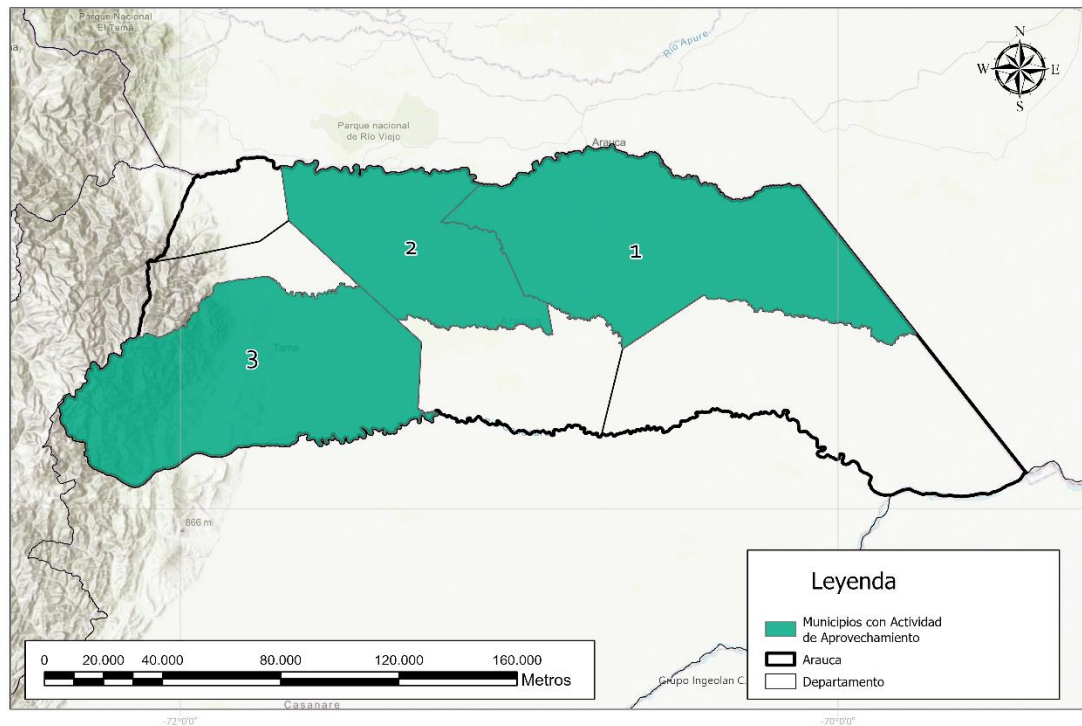 Parque Nacional
El Tamá
Río Apure
N
W
E
S
Parque nacional
de Río Viejo
Arauca
2
1
Arauca
Tame
3
866 m
Leyenda
Municipios con Actividad
de Aprovechamiento
Arauca
Departamento
0
20.000
40.000
80.000
120.000
160.000
Metros
Grupo Ingeolan C.
Casanare
-72°0'0"
-70°0'0"